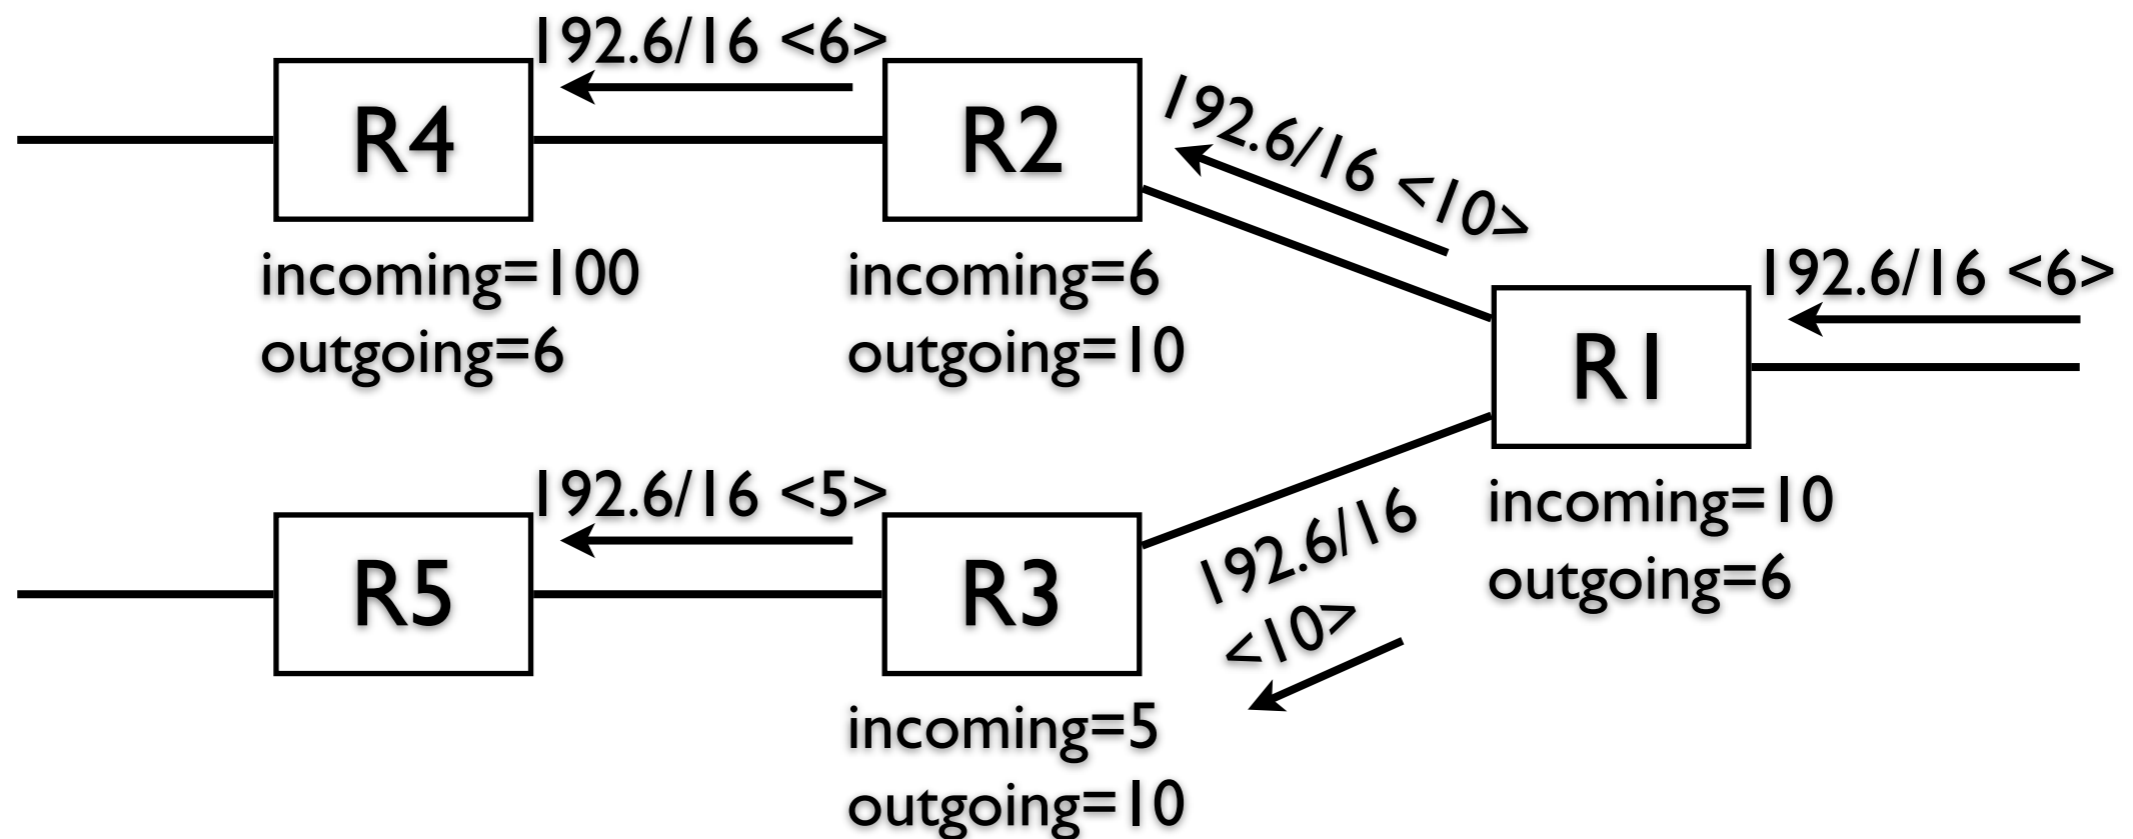 192.6/16 <6>
R4
R2
192.6/16 <10>
incoming=100
outgoing=6
incoming=6
outgoing=10
192.6/16 <6>
R1
incoming=10
outgoing=6
192.6/16 <5>
R5
R3
192.6/16
<10>
incoming=5
outgoing=10